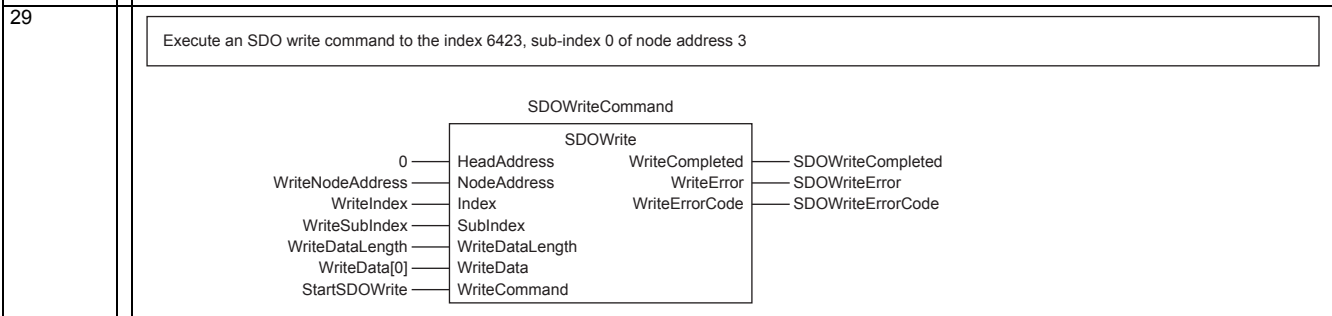 29
Execute an SDO write command to the index 6423, sub-index 0 of node address 3
SDOWriteCommand
SDOWrite
0 HeadAddress WriteCompleted SDOWriteCompleted
WriteNodeAddress NodeAddress WriteError SDOWriteError
WriteIndex Index WriteErrorCode SDOWriteErrorCode
WriteSubIndex SubIndex
WriteDataLength WriteDataLength
WriteData[0] WriteData
StartSDOWrite WriteCommand